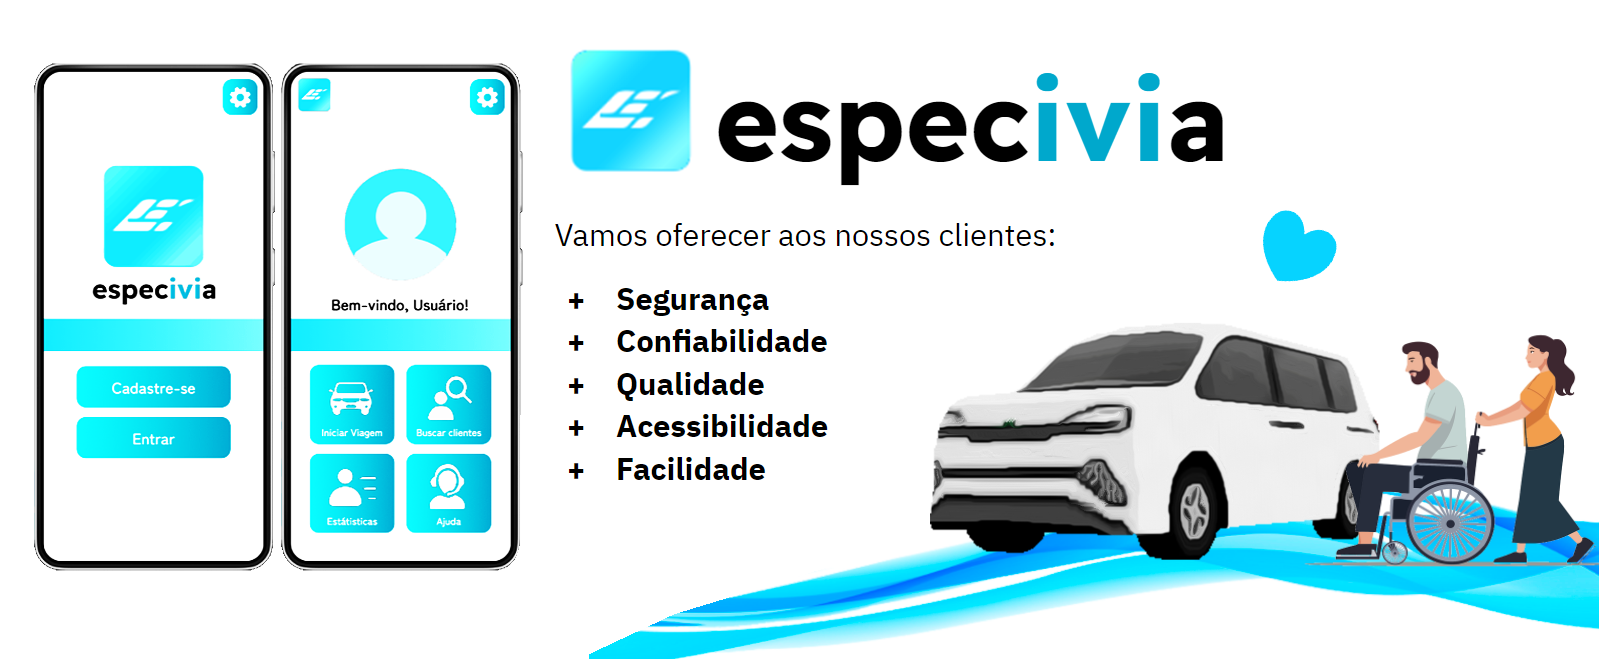 especivia
Cadastre-se
Entrar
Bem-vindo, Usuário!
Iniciar Viagem
Buscar clientes
Estátisticas
Ajuda
especivia
Vamos oferecer aos nossos clientes:
+ Segurança
+ Confiabilidade
+ Qualidade
+ Acessibilidade
+ Facilidade